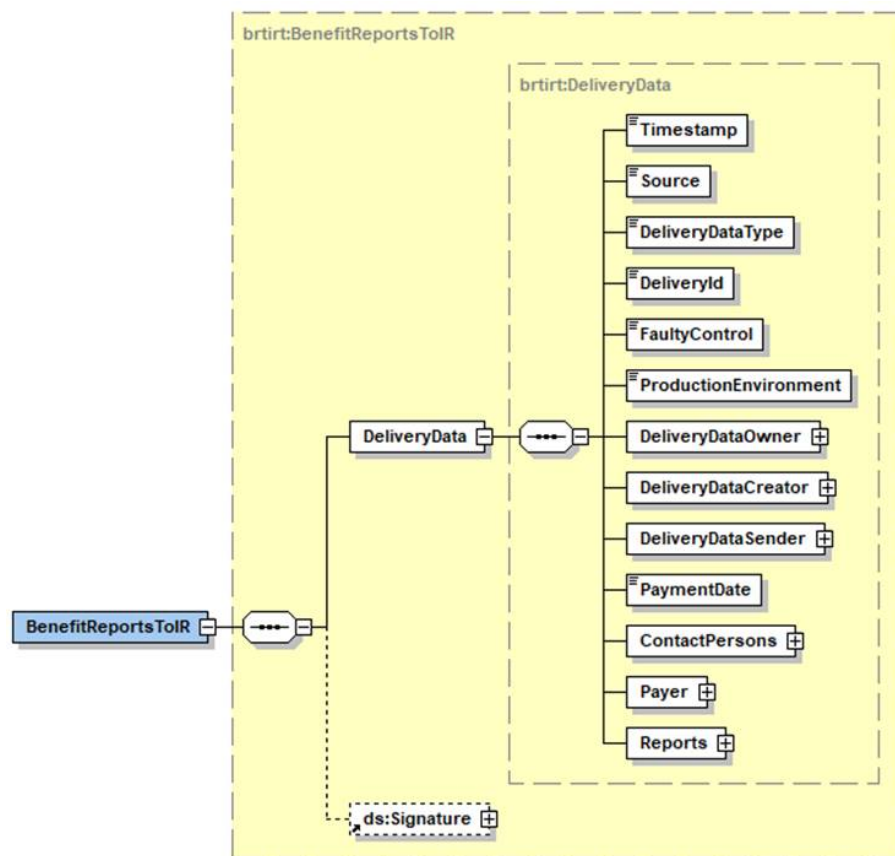 brtirt:BenefitReportsToIR
brtirt:DeliveryData
Timestamp
Source
DeliveryDataType
DeliveryId
FaultyControl
ProductionEnvironment
DeliveryData
DeliveryDataOwner
DeliveryDataCreator
DeliveryDataSender
PaymentDate
BenefitReportsToIR
ContactPersons
Payer
Reports
ds:Signature